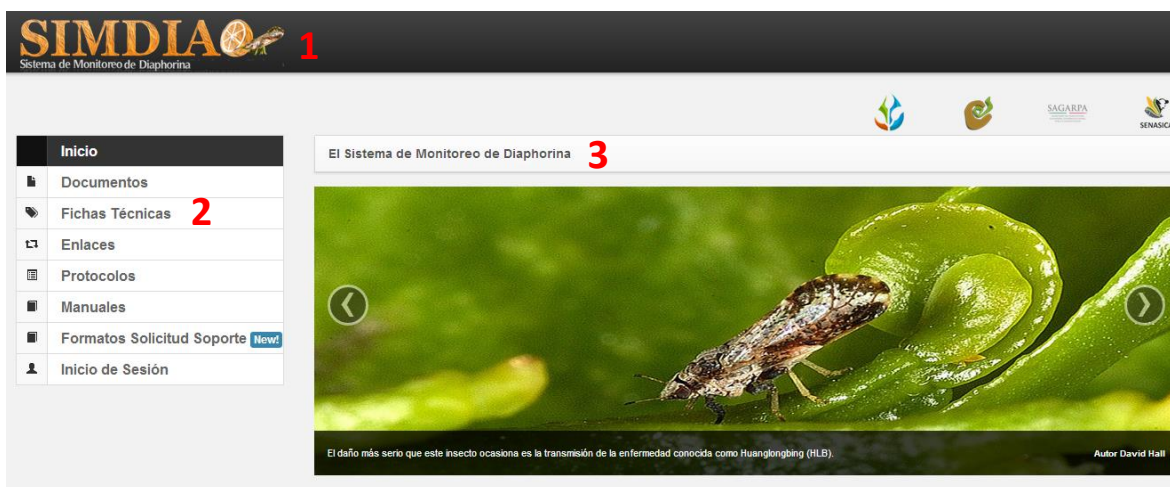 SIMDIA
Sistema de Monitoreo de Diaphorina
1
SAGARPA
SENASICA
Inicio
Documentos
Fichas Técnicas
2
Enlaces
Protocolos
Manuales
Formatos Solicitud Soporte New!
Inicio de Sesión
El Sistema de Monitoreo de Diaphorina
3
El daño más serio que este insecto ocasiona es la transmisión de la enfermedad conocida como Huanglongbing (HLB).
Autor David Hall